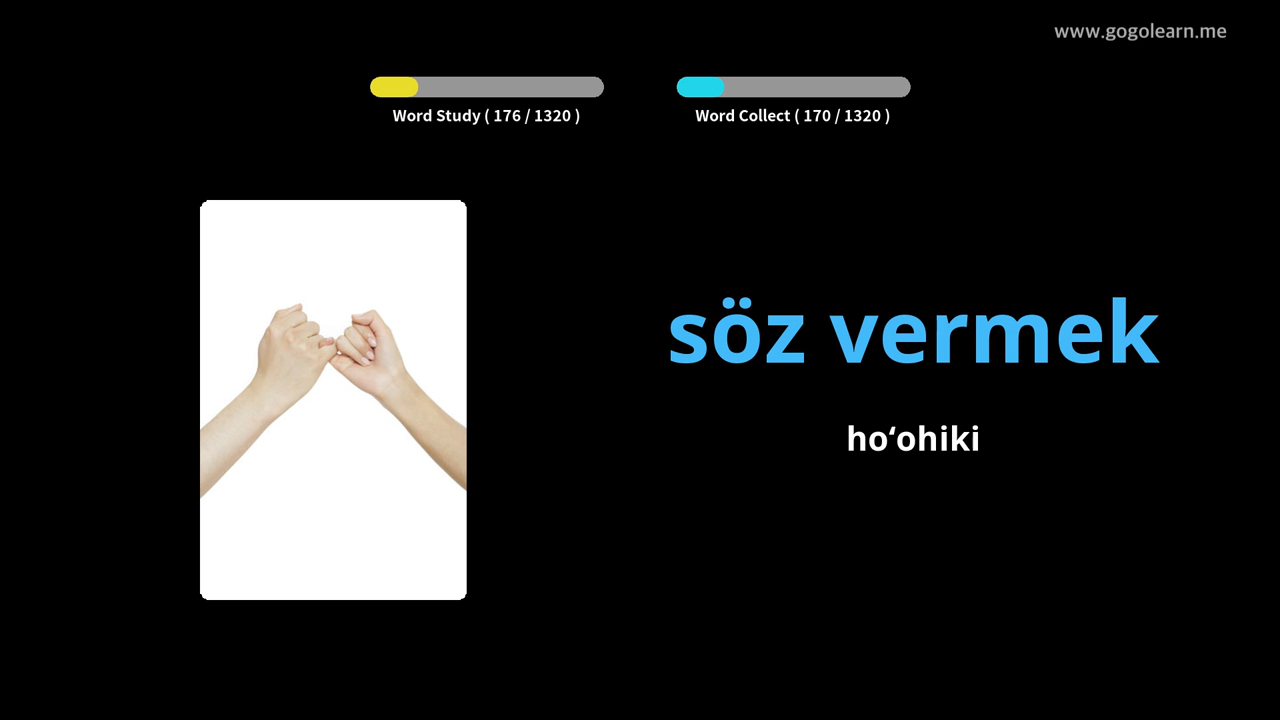 www.gogolearn.me
Word Study ( 176 / 1320 )
Word Collect ( 170 / 1320 )
söz vermek
hoʻohiki